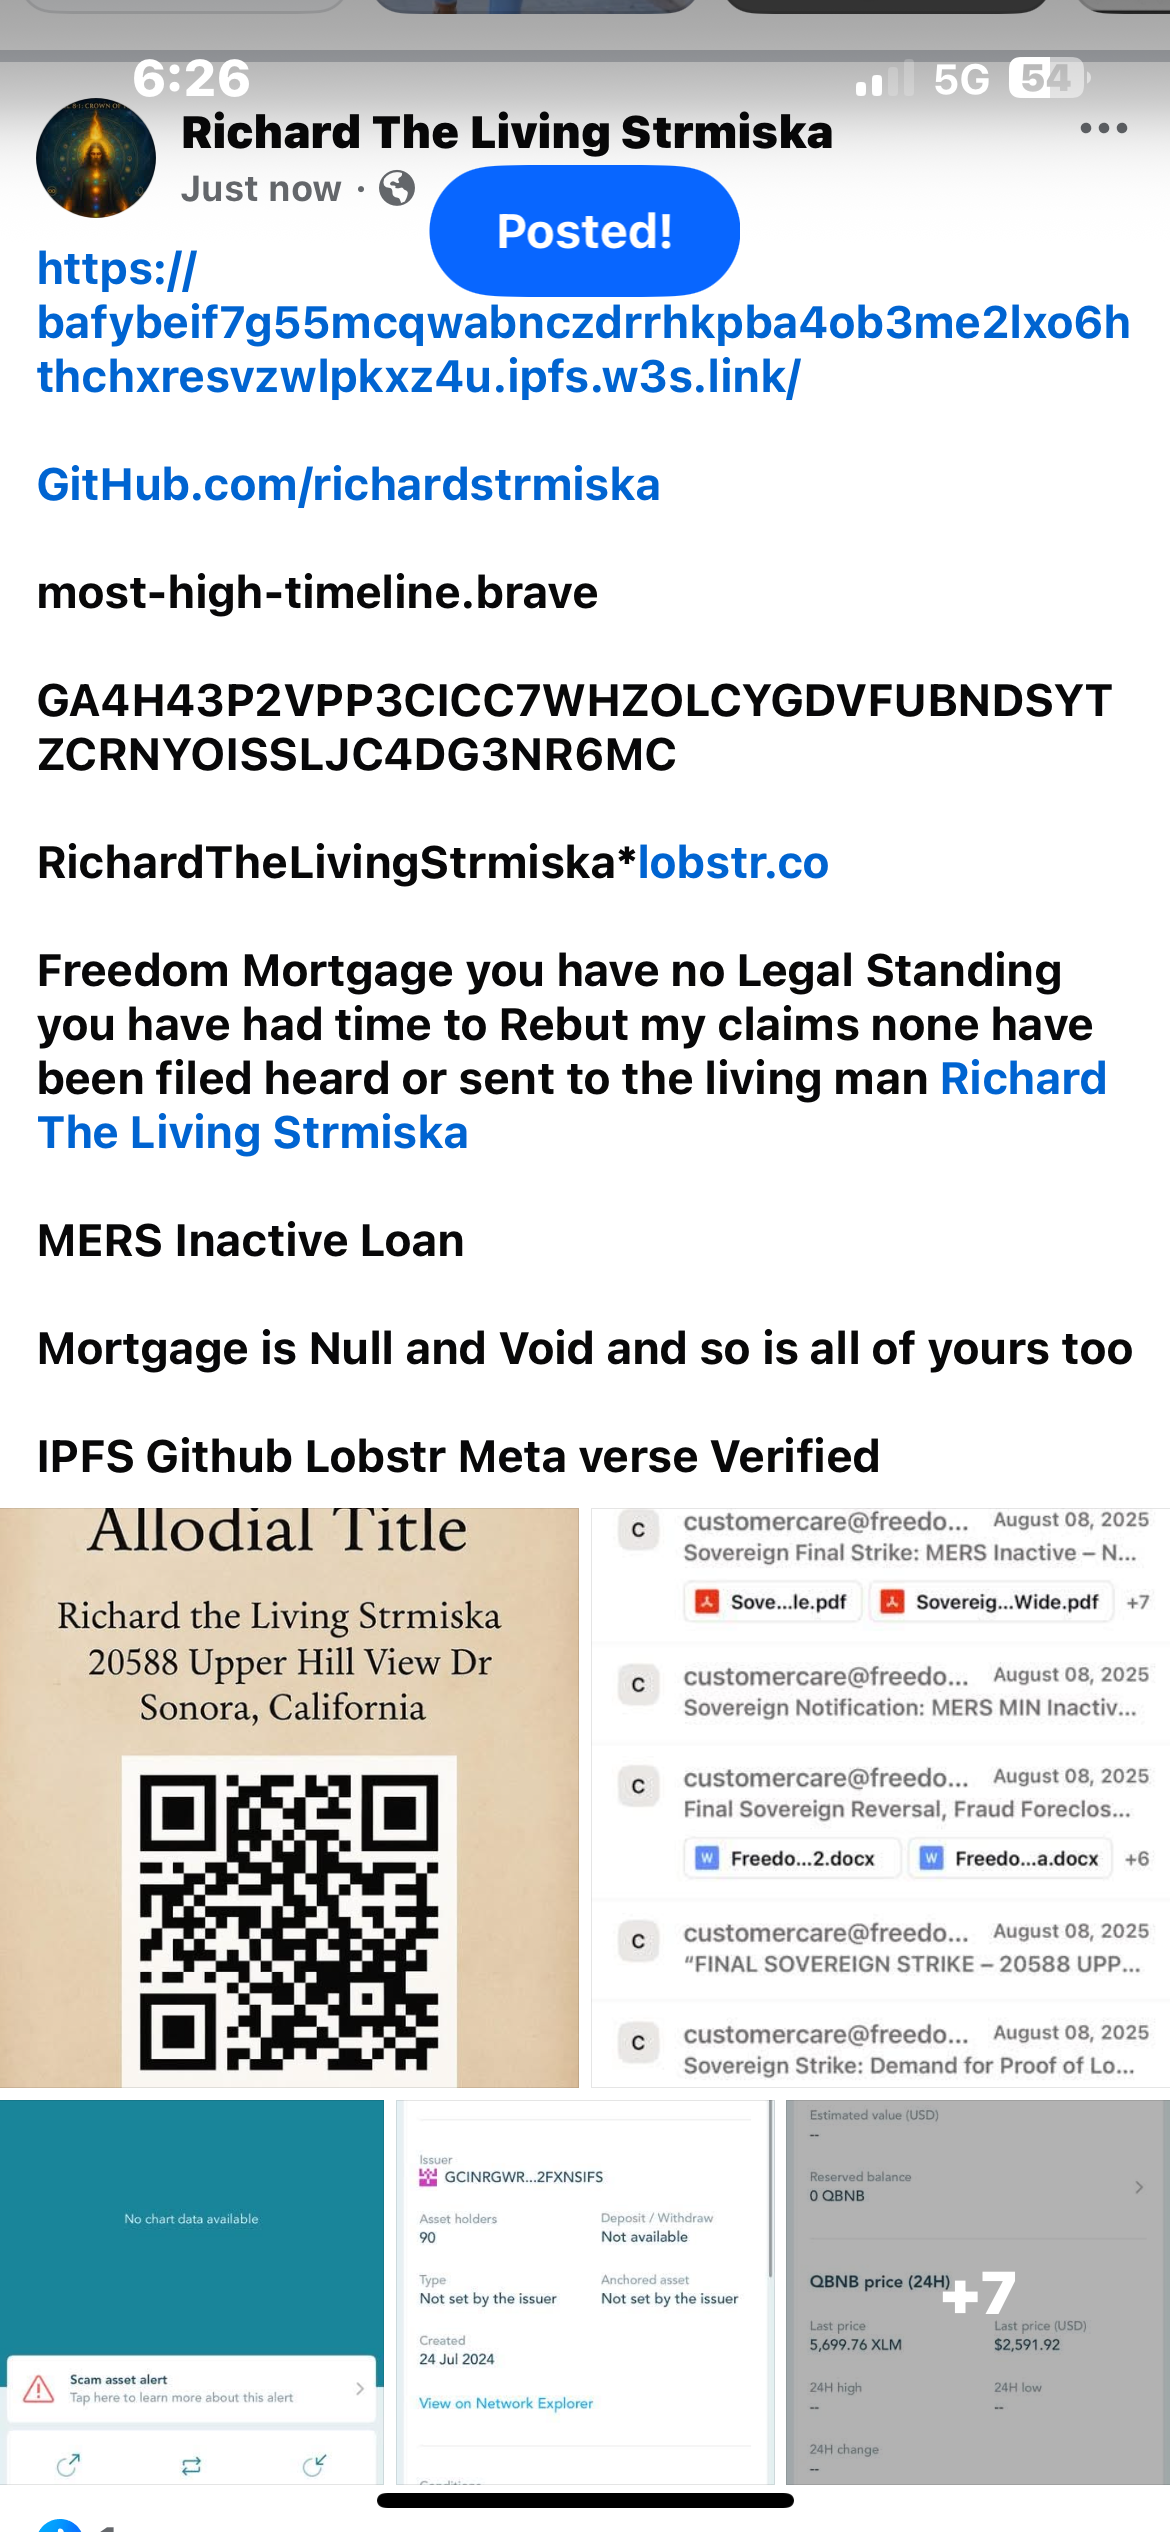 6:26
5G 54
B:1: CROWN OF
Richard The Living Strmiska
Just now ·
Posted!
https://
bafybeif7g55mcqwabnczdrrhkpba4ob3me2lxo6h
thchxresvzwlpkxz4u.ipfs.w3s.link/
GitHub.com/richardstrmiska
most-high-timeline.brave
GA4H43P2VPP3CICC7WHZOLCYGDVFUBNDSYT
ZCRNYOISSLJC4DG3NR6MC
RichardTheLivingStrmiska*lobstr.co
Freedom Mortgage you have no Legal Standing
you have had time to Rebut my claims none have
been filed heard or sent to the living man Richard
The Living Strmiska
MERS Inactive Loan
Mortgage is Null and Void and so is all of yours too
IPFS Github Lobstr Meta verse Verified
Allodial Title
Richard the Living Strmiska
20588 Upper Hill View Dr
Sonora, California
C
customercare@freedo... August 08, 2025
Sovereign Final Strike: MERS Inactive – N...
Sove...le.pdf Sovereig...Wide.pdf +7
C
customercare@freedo... August 08, 2025
Sovereign Notification: MERS MIN Inactiv...
C
customercare@freedo... August 08, 2025
Final Sovereign Reversal, Fraud Foreclos...
W Freedo...2.docx W Freedo...a.docx +6
C
customercare@freedo... August 08, 2025
“FINAL SOVEREIGN STRIKE – 20588 UPP...
C
customercare@freedo... August 08, 2025
Sovereign Strike: Demand for Proof of Lo...
No chart data available
Scam asset alert
Tap here to learn more about this alert
Issuer
GCINRGWR...2FXNSIFS
Asset holders Deposit / Withdraw
90 Not available
Type Anchored asset
Not set by the issuer Not set by the issuer
Created
24 Jul 2024
View on Network Explorer
Conditions
Estimated value (USD)
--
Reserved balance
0 QBNB
QBNB price (24H)
+7
Last price Last price (USD)
5,699.76 XLM $2,591.92
24H high 24H low
-- --
24H change
--